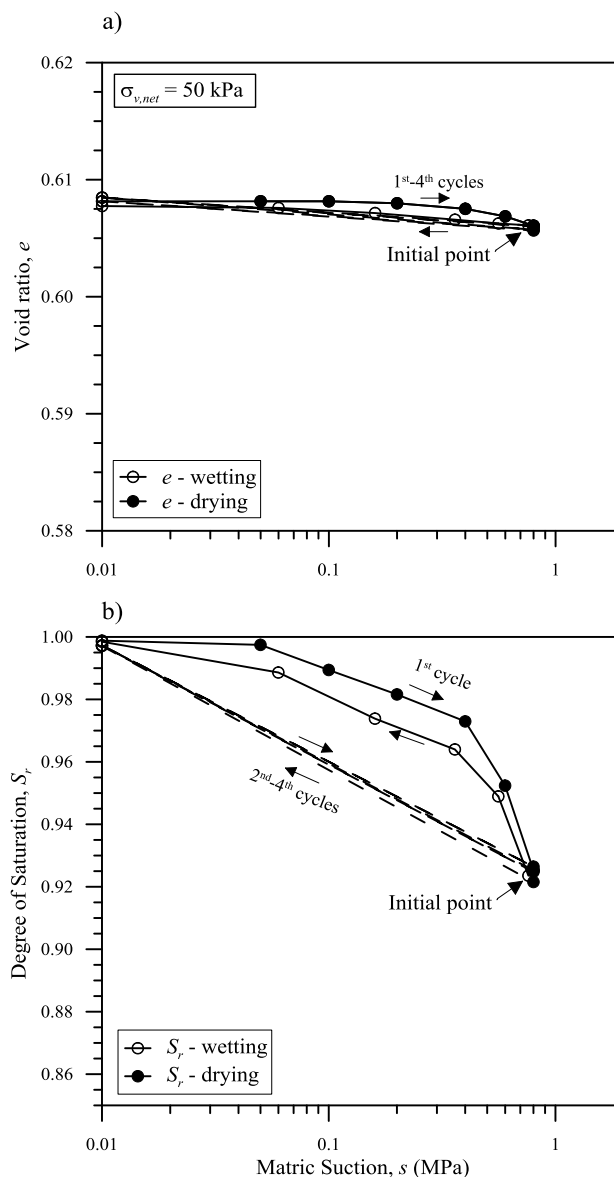 a)
0.62
σv,net = 50 kPa
0.61
1st-4th cycles
Initial point
0.60
Void ratio, e
0.59
e - wetting
e - drying
0.58
0.01
0.1
1
b)
1.00
1st cycle
0.98
0.96
2nd-4th cycles
0.94
0.92
Initial point
Degree of Saturation, Sr
0.90
0.88
Sr - wetting
Sr - drying
0.86
0.01
0.1
1
Matric Suction, s (MPa)